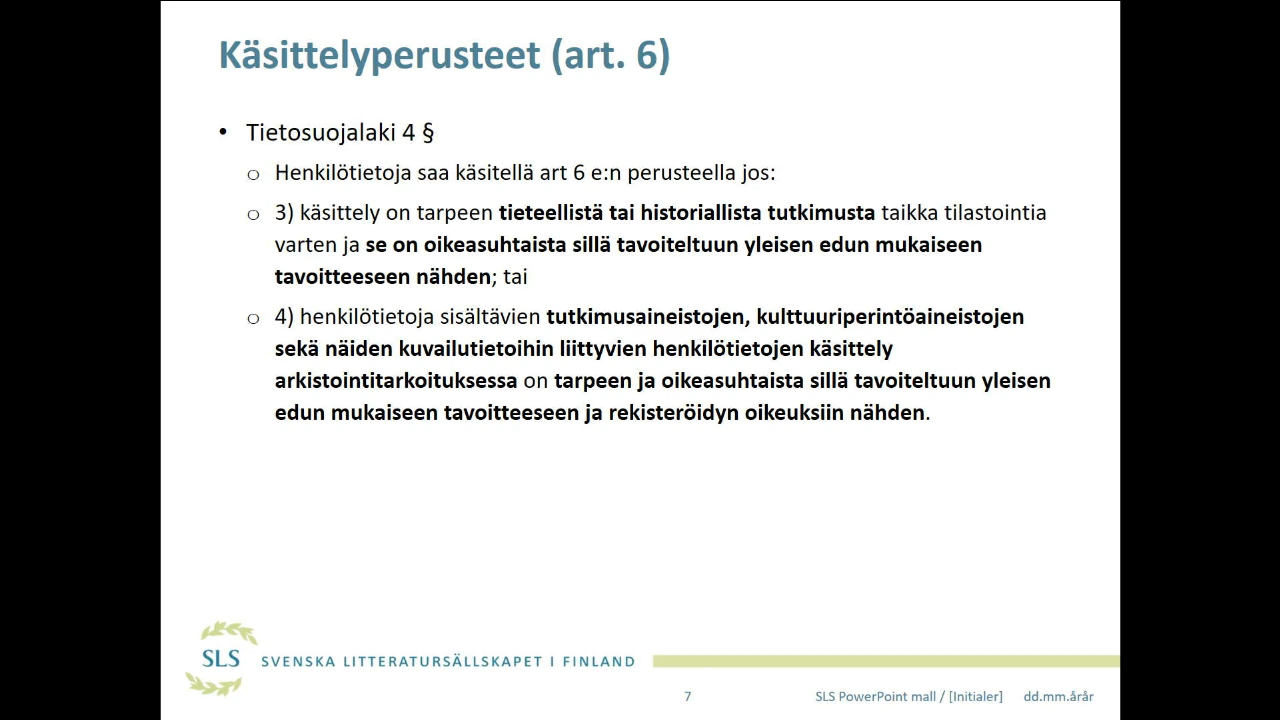 Käsittelyperusteet (art. 6)
• Tietosuojalaki 4 §
o Henkilötietoja saa käsitellä art 6 e:n perusteella jos:
o 3) käsittely on tarpeen tieteellistä tai historiallista tutkimusta taikka tilastointia
varten ja se on oikeasuhtaista sillä tavoiteltuun yleisen edun mukaiseen
tavoitteeseen nähden; tai
o 4) henkilötietoja sisältävien tutkimusaineistojen, kulttuuriperintöaineistojen
sekä näiden kuvailutietoihin liittyvien henkilötietojen käsittely
arkistointitarkoituksessa on tarpeen ja oikeasuhtaista sillä tavoiteltuun yleisen
edun mukaiseen tavoitteeseen ja rekisteröidyn oikeuksiin nähden.
SLS SVENSKA LITTERATURSÄLLSKAPET I FINLAND
7 SLS PowerPoint mall / [Initialer] dd.mm.årår